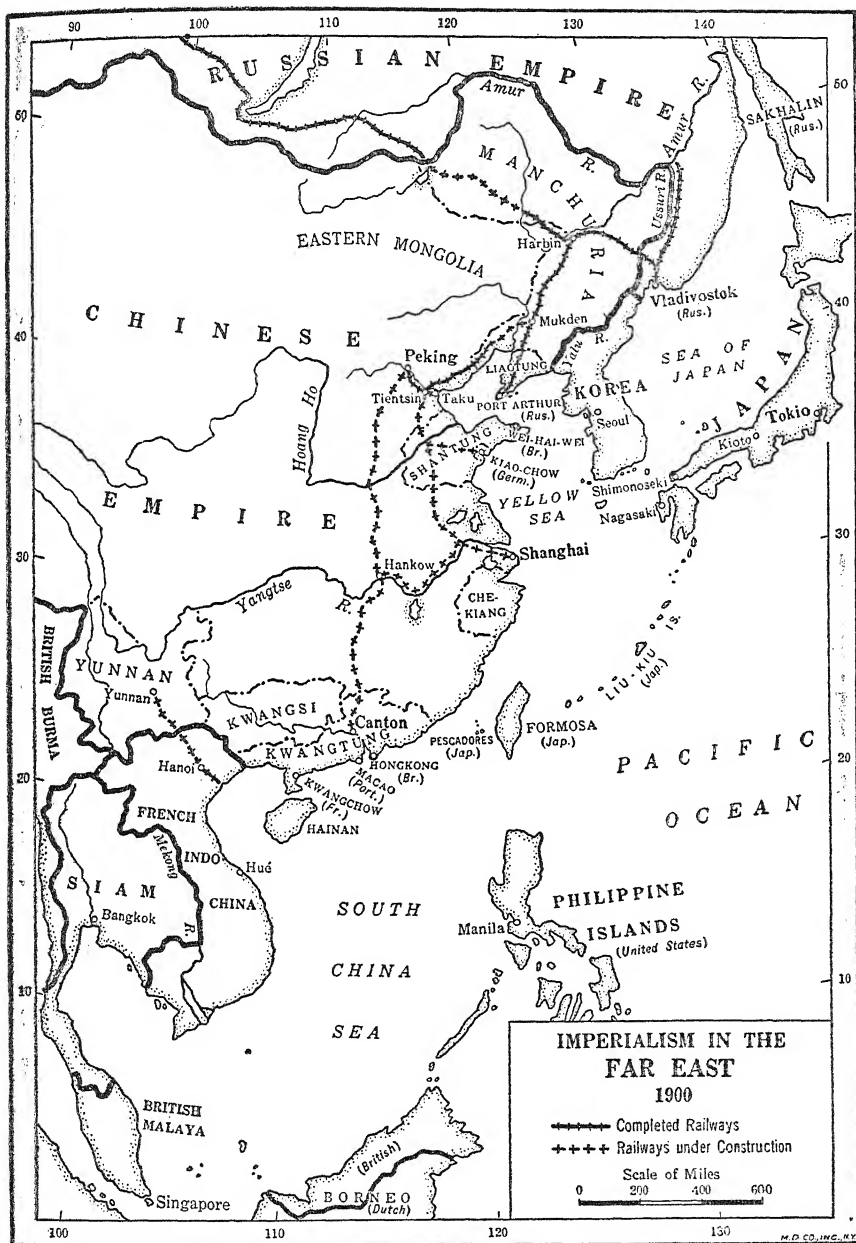 90 100 110 120 130 140
RUSSIAN EMPIRE
50
60
Amur
R.
Amur R.
SAKHALIN
(Rus.)
MANCHURIA
Ussuri R.
Harbin
EASTERN MONGOLIA
Vladivostok
(Rus.)
40
40
CHINESE
Mukden
Yalu R.
SEA OF
JAPAN
JAPAN
Peking
LIAOTUNG
Tientsin
Taku
PORT ARTHUR
(Rus.)
KOREA
Seoul
Tokio
Kioto
Hoang Ho
SHANTUNG
WEI-HAI-WEI
(Br.)
KIAO-CHOW
(Germ.)
YELLOW
SEA
Shimonoseki
Nagasaki
EMPIRE
30
30
Hankow
Shanghai
Yangtse R.
CHE-
KIANG
LIU-KIU IS.
(Jap.)
BRITISH
BURMA
YUNNAN
Yunnan
KWANGSI
Canton
KWANGTUNG
PESCADORES
(Jap.)
FORMOSA
(Jap.)
HONGKONG
(Br.)
MACAO
(Port.)
KWANGCHOW
(Fr.)
Hanoi
20
20
PACIFIC
OCEAN
HAINAN
FRENCH
INDO
CHINA
Hué
Mekong
R.
SIAM
Bangkok
SOUTH
CHINA
SEA
PHILIPPINE
ISLANDS
(United States)
Manila
10
10
BRITISH
MALAYA
Singapore
(British)
BORNEO
(Dutch)
IMPERIALISM IN THE
FAR EAST
1900
Completed Railways
Railways under Construction
Scale of Miles
0 200 400 600
100 110 120 130
M.D CO., INC., N.Y.